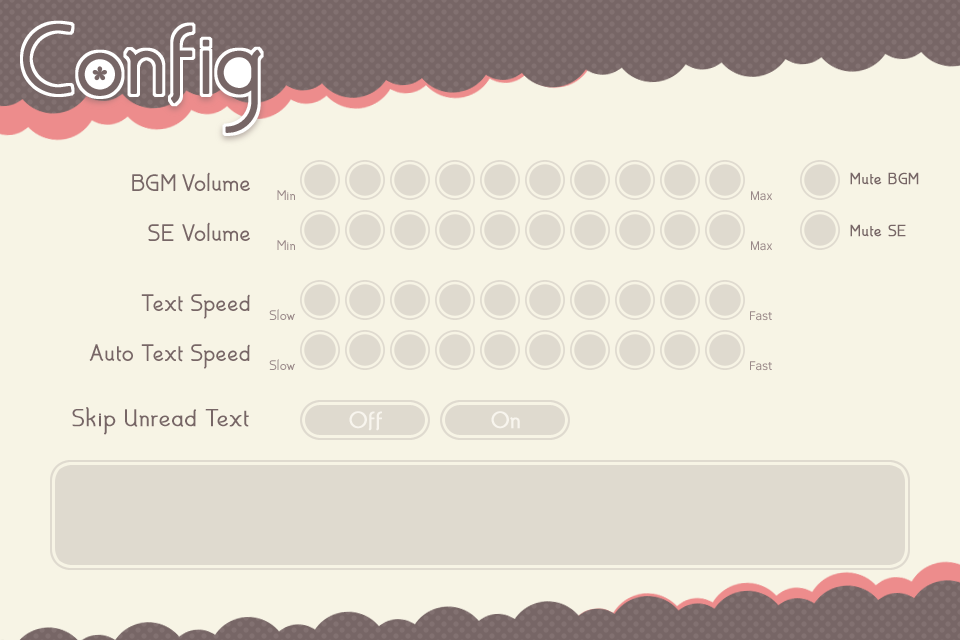 Config
BGM Volume Min Max Mute BGM
SE Volume Min Max Mute SE
Text Speed Slow Fast
Auto Text Speed Slow Fast
Skip Unread Text Off On